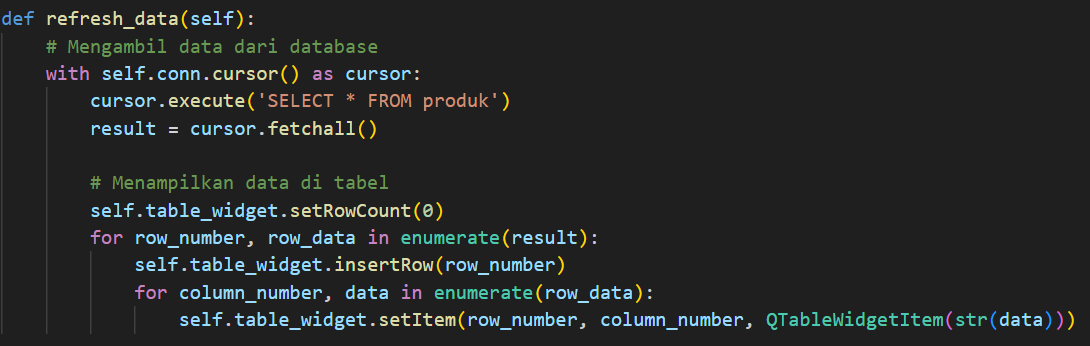 def refresh_data(self):
    # Mengambil data dari database
    with self.conn.cursor() as cursor:
        cursor.execute('SELECT * FROM produk')
        result = cursor.fetchall()

        # Menampilkan data di tabel
        self.table_widget.setRowCount(0)
        for row_number, row_data in enumerate(result):
            self.table_widget.insertRow(row_number)
            for column_number, data in enumerate(row_data):
                self.table_widget.setItem(row_number, column_number, QTableWidgetItem(str(data)))